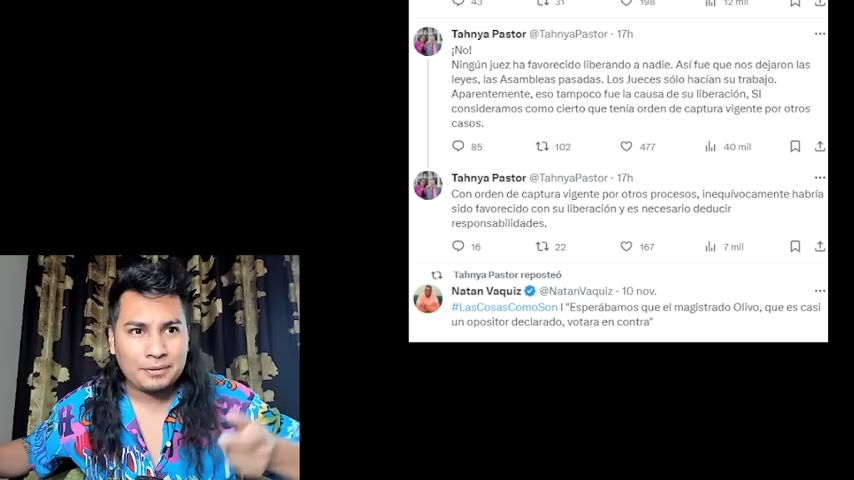 43 31 198 12 mil
Tahnya Pastor @TahnyaPastor · 17h
¡No!
Ningún juez ha favorecido liberando a nadie. Así fue que nos dejaron las
leyes, las Asambleas pasadas. Los Jueces sólo hacían su trabajo.
Aparentemente, eso tampoco fue la causa de su liberación, SI
consideramos como cierto que tenía orden de captura vigente por otros
casos.
85 102 477 40 mil
Tahnya Pastor @TahnyaPastor · 17h
Con orden de captura vigente por otros procesos, inequívocamente habría
sido favorecido con su liberación y es necesario deducir
responsabilidades.
16 22 167 7 mil
Tahnya Pastor reposteó
Natan Vaquiz @NatanVaquiz · 10 nov.
#LasCosasComoSon | "Esperábamos que el magistrado Olivo, que es casi
un opositor declarado, votara en contra"